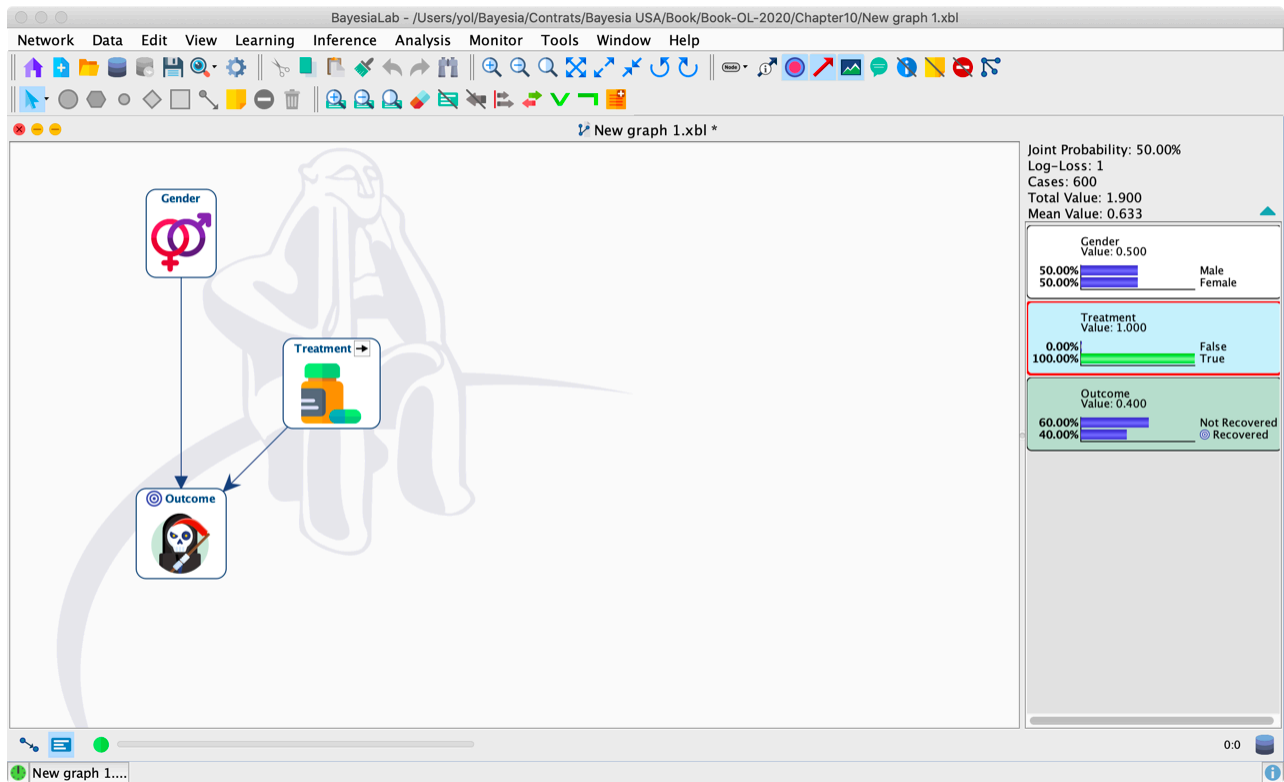 BayesiaLab - /Users/yol/Bayesia/Contrats/Bayesia USA/Book/Book-OL-2020/Chapter10/New graph 1.xbl
Network Data Edit View Learning Inference Analysis Monitor Tools Window Help
Node
New graph 1.xbl *
Gender
Treatment
Outcome
Joint Probability: 50.00%
Log-Loss: 1
Cases: 600
Total Value: 1.900
Mean Value: 0.633
Gender
Value: 0.500
50.00% Male
50.00% Female
Treatment
Value: 1.000
0.00% False
100.00% True
Outcome
Value: 0.400
60.00% Not Recovered
40.00% Recovered
0:0
New graph 1....